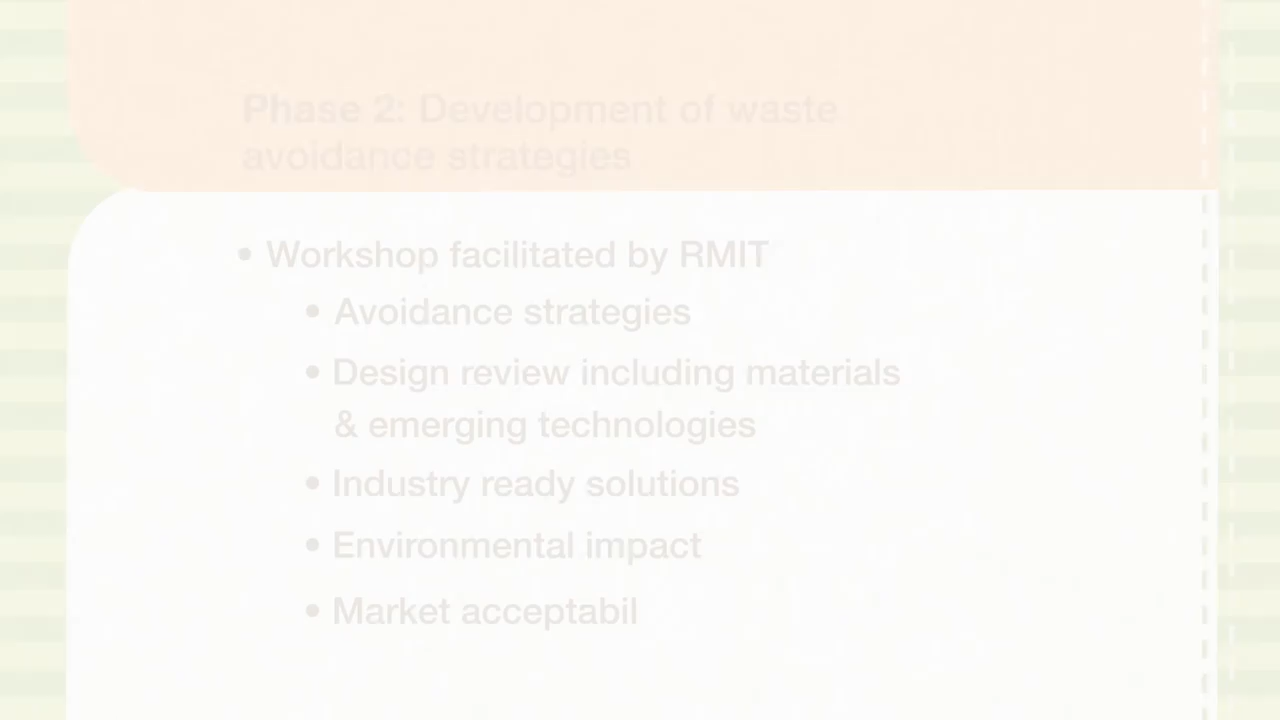 Phase 2: Development of waste
avoidance strategies
• Workshop facilitated by RMIT
• Avoidance strategies
• Design review including materials
& emerging technologies
• Industry ready solutions
• Environmental impact
• Market acceptabil